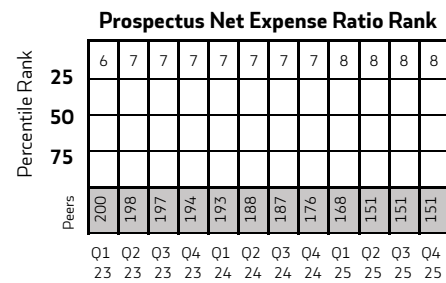 Prospectus Net Expense Ratio Rank
Percentile Rank
6 7 7 7 7 7 7 7 8 8 8 8
25
50
75
Peers
200 198 197 194 193 188 187 176 168 151 151 151
Q1 Q2 Q3 Q4 Q1 Q2 Q3 Q4 Q1 Q2 Q3 Q4
23 23 23 23 24 24 24 24 25 25 25 25